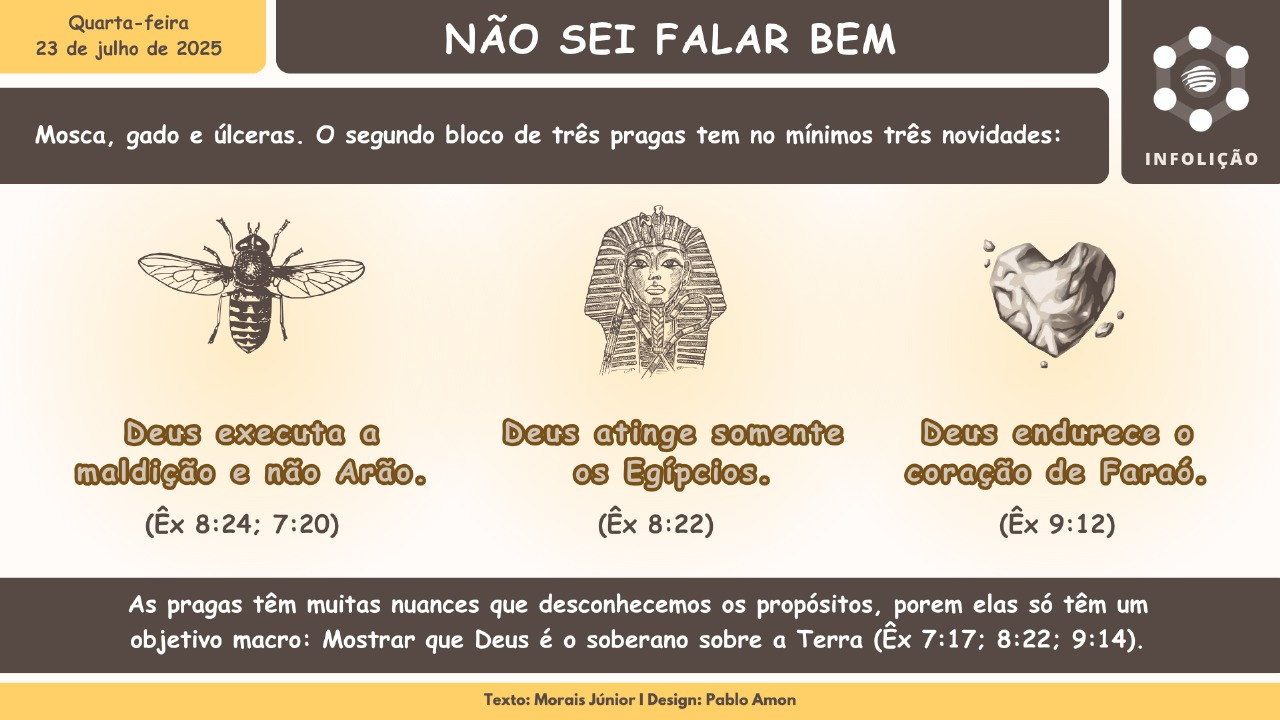 Quarta-feira
23 de julho de 2025
NÃO SEI FALAR BEM
INFOLIÇÃO
Mosca, gado e úlceras. O segundo bloco de três pragas tem no mínimos três novidades:
Deus executa a
maldição e não Arão.
(Êx 8:24; 7:20)
Deus atinge somente
os Egípcios.
(Êx 8:22)
Deus endurece o
coração de Faraó.
(Êx 9:12)
As pragas têm muitas nuances que desconhecemos os propósitos, porem elas só têm um
objetivo macro: Mostrar que Deus é o soberano sobre a Terra (Êx 7:17; 8:22; 9:14).
Texto: Morais Júnior I Design: Pablo Amon